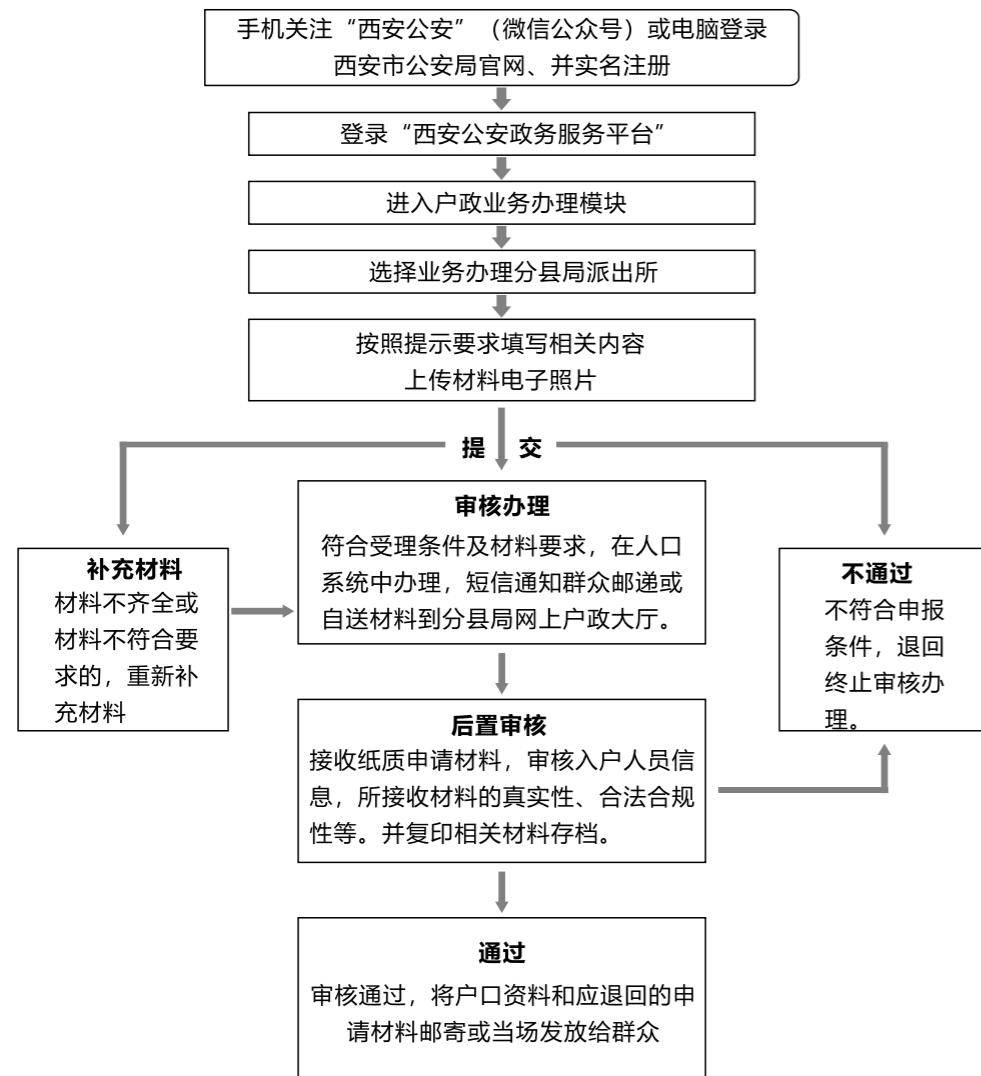 手机关注“西安公安”（微信公众号）或电脑登录
西安市公安局官网、并实名注册
登录“西安公安政务服务平台”
进入户政业务办理模块
选择业务办理分县局派出所
按照提示要求填写相关内容
上传材料电子照片
提 交
审核办理
符合受理条件及材料要求，在人口
系统中办理，短信通知群众邮递或
自送材料到分县局网上户政大厅。
补充材料
材料不齐全或
材料不符合要
求的，重新补
充材料
不通过
不符合申报
条件，退回
终止审核办
理。
后置审核
接收纸质申请材料，审核入户人员信
息，所接收材料的真实性、合法合规
性等。并复印相关材料存档。
通过
审核通过，将户口资料和应退回的申
请材料邮寄或当场发放给群众